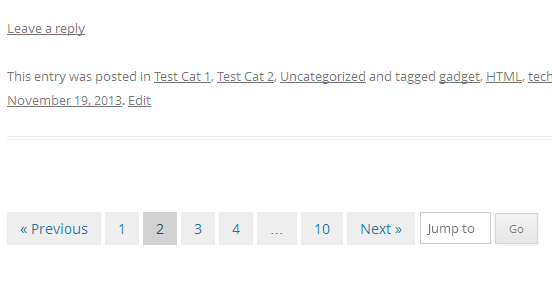 Leave a reply
This entry was posted in Test Cat 1, Test Cat 2, Uncategorized and tagged gadget, HTML, tech
November 19, 2013. Edit
« Previous 1 2 3 4 … 10 Next » Jump to Go